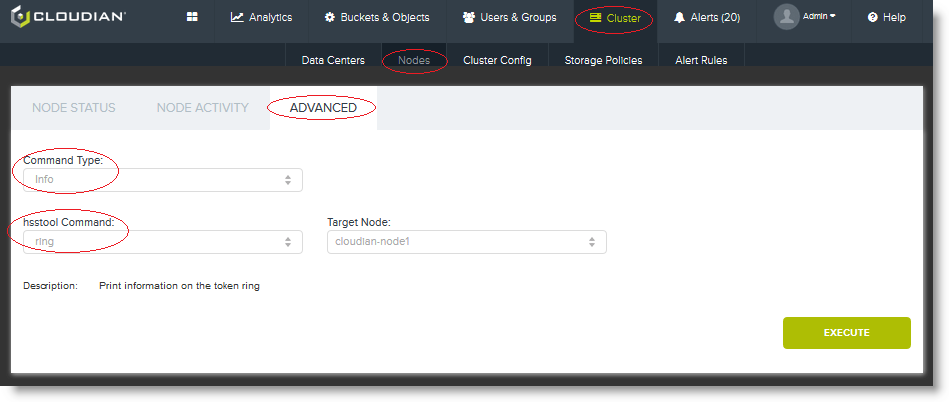 CLOUDIAN® Analytics Buckets & Objects Users & Groups Cluster Alerts (20) Admin Help
Data Centers Nodes Cluster Config Storage Policies Alert Rules
NODE STATUS NODE ACTIVITY ADVANCED
Command Type:
Info
hsstool Command: Target Node:
ring cloudian-node1
Description: Print information on the token ring
EXECUTE